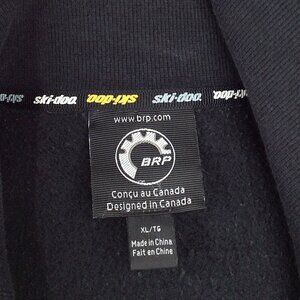 ski-doo. ski-doo. ski-doo. ski-doo. ski-doo.
www.brp.com
BRP
Conçu au Canada
Designed in Canada
XL/TG
Made in China
Fait en Chine